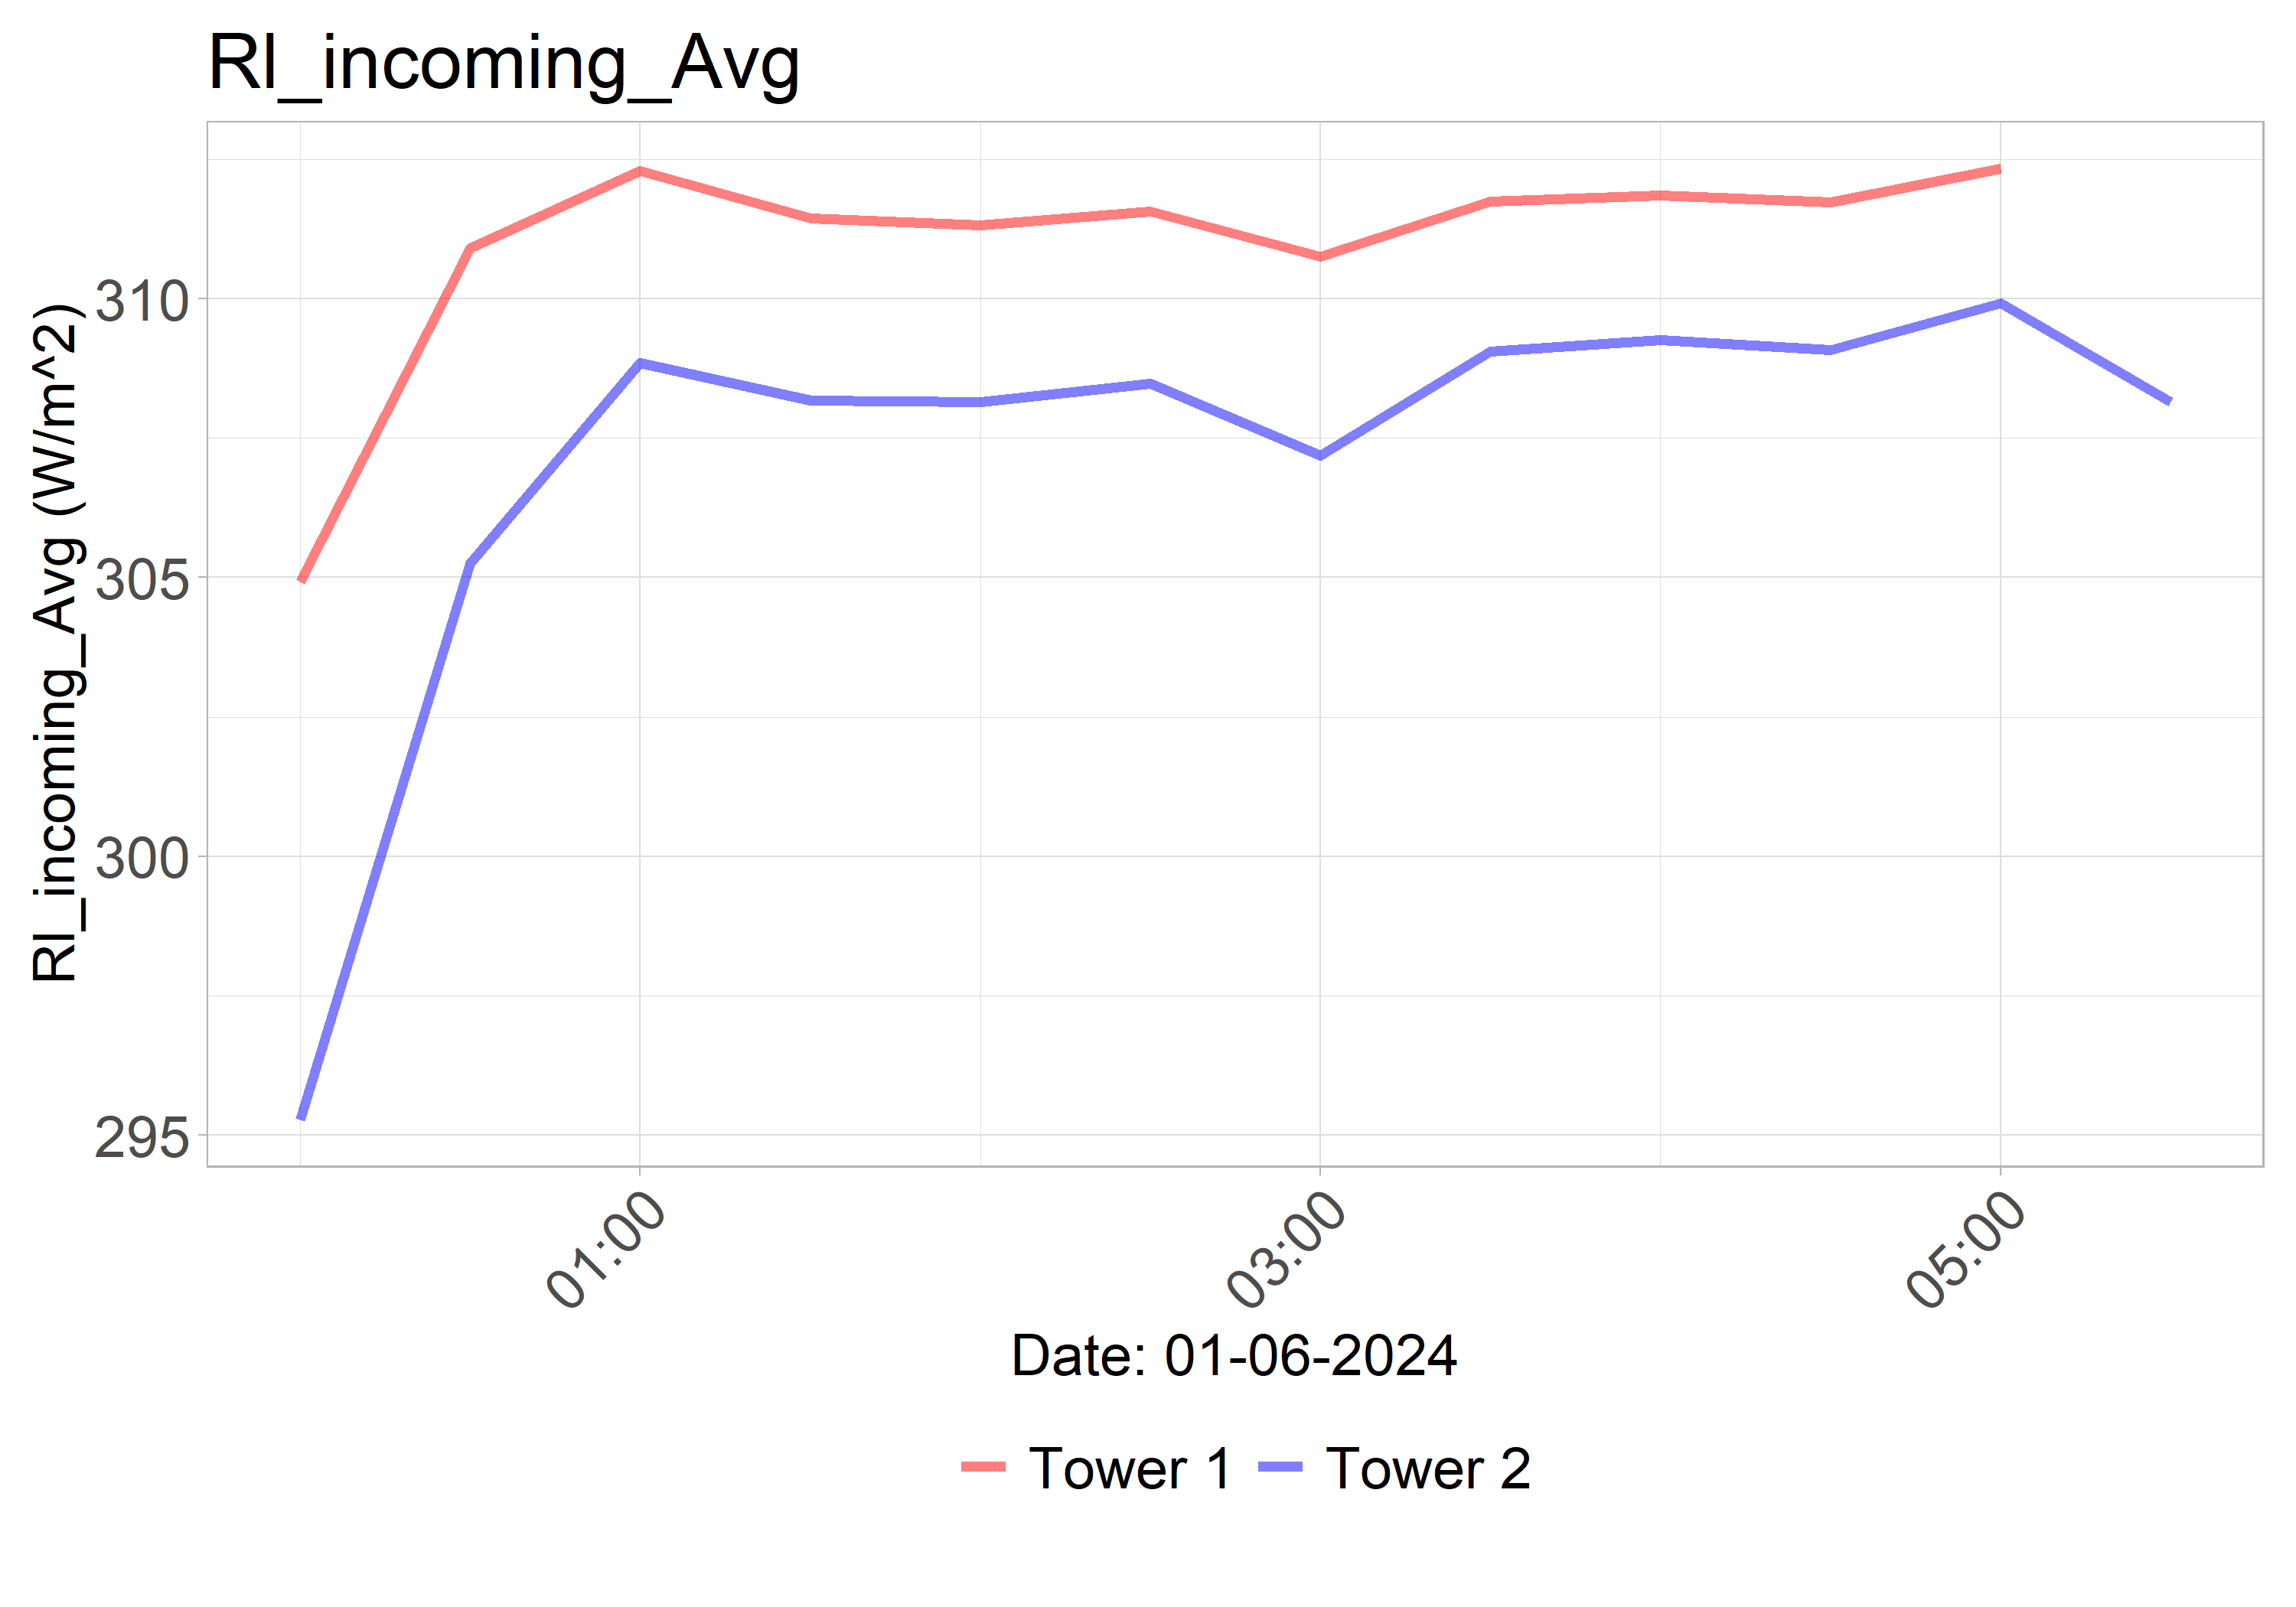 Rl_incoming_Avg
Rl_incoming_Avg (W/m^2)
310
305
300
295
01:00
03:00
05:00
Date: 01-06-2024
Tower 1
Tower 2